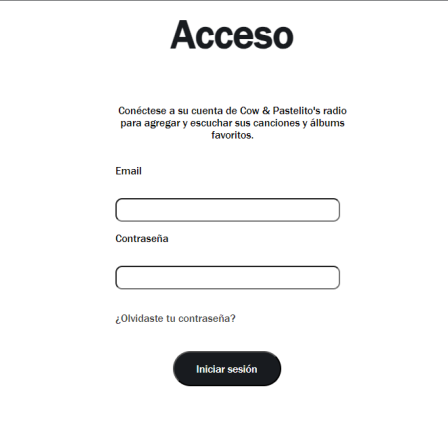 Acceso
Conéctese a su cuenta de Cow & Pastelito's radio
para agregar y escuchar sus canciones y álbums
favoritos.
Email
Contraseña
¿Olvidaste tu contraseña?
Iniciar sesión